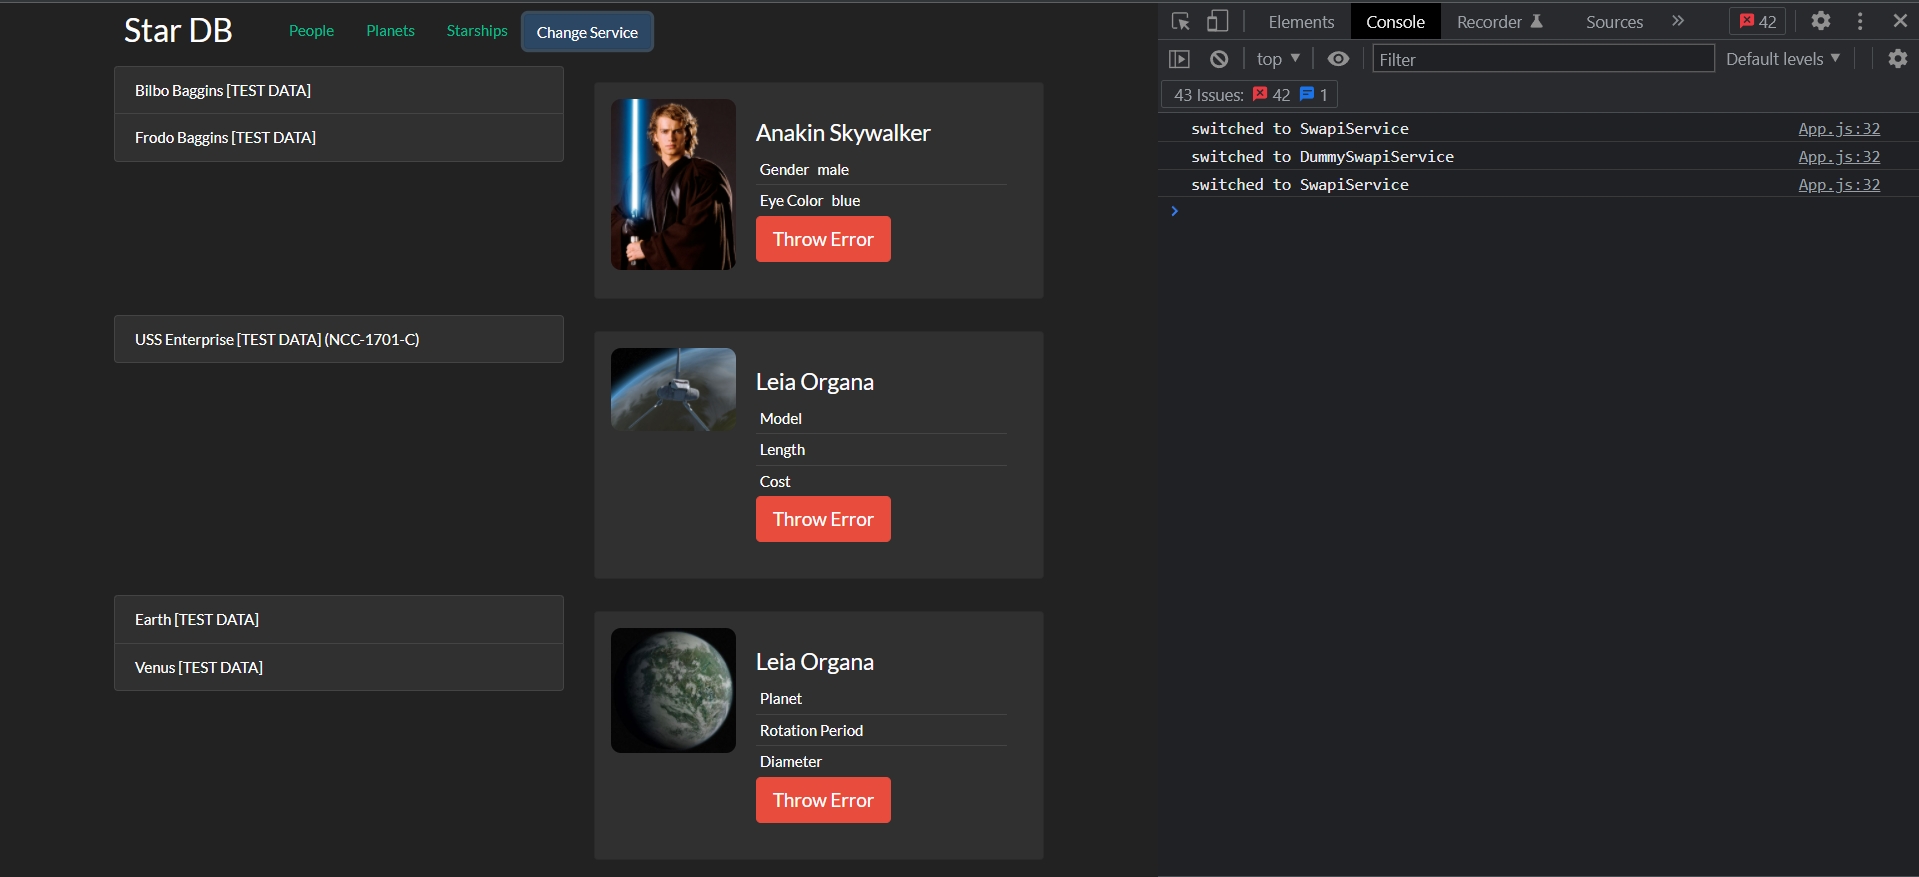 Star DB People Planets Starships Change Service
Bilbo Baggins [TEST DATA]
Frodo Baggins [TEST DATA]
Anakin Skywalker
Gender male
Eye Color blue
Throw Error
USS Enterprise [TEST DATA] (NCC-1701-C)
Leia Organa
Model
Length
Cost
Throw Error
Earth [TEST DATA]
Venus [TEST DATA]
Leia Organa
Planet
Rotation Period
Diameter
Throw Error
Elements Console Recorder Sources 42
top Filter Default levels
43 Issues: 42 1
switched to SwapiService App.js:32
switched to DummySwapiService App.js:32
switched to SwapiService App.js:32